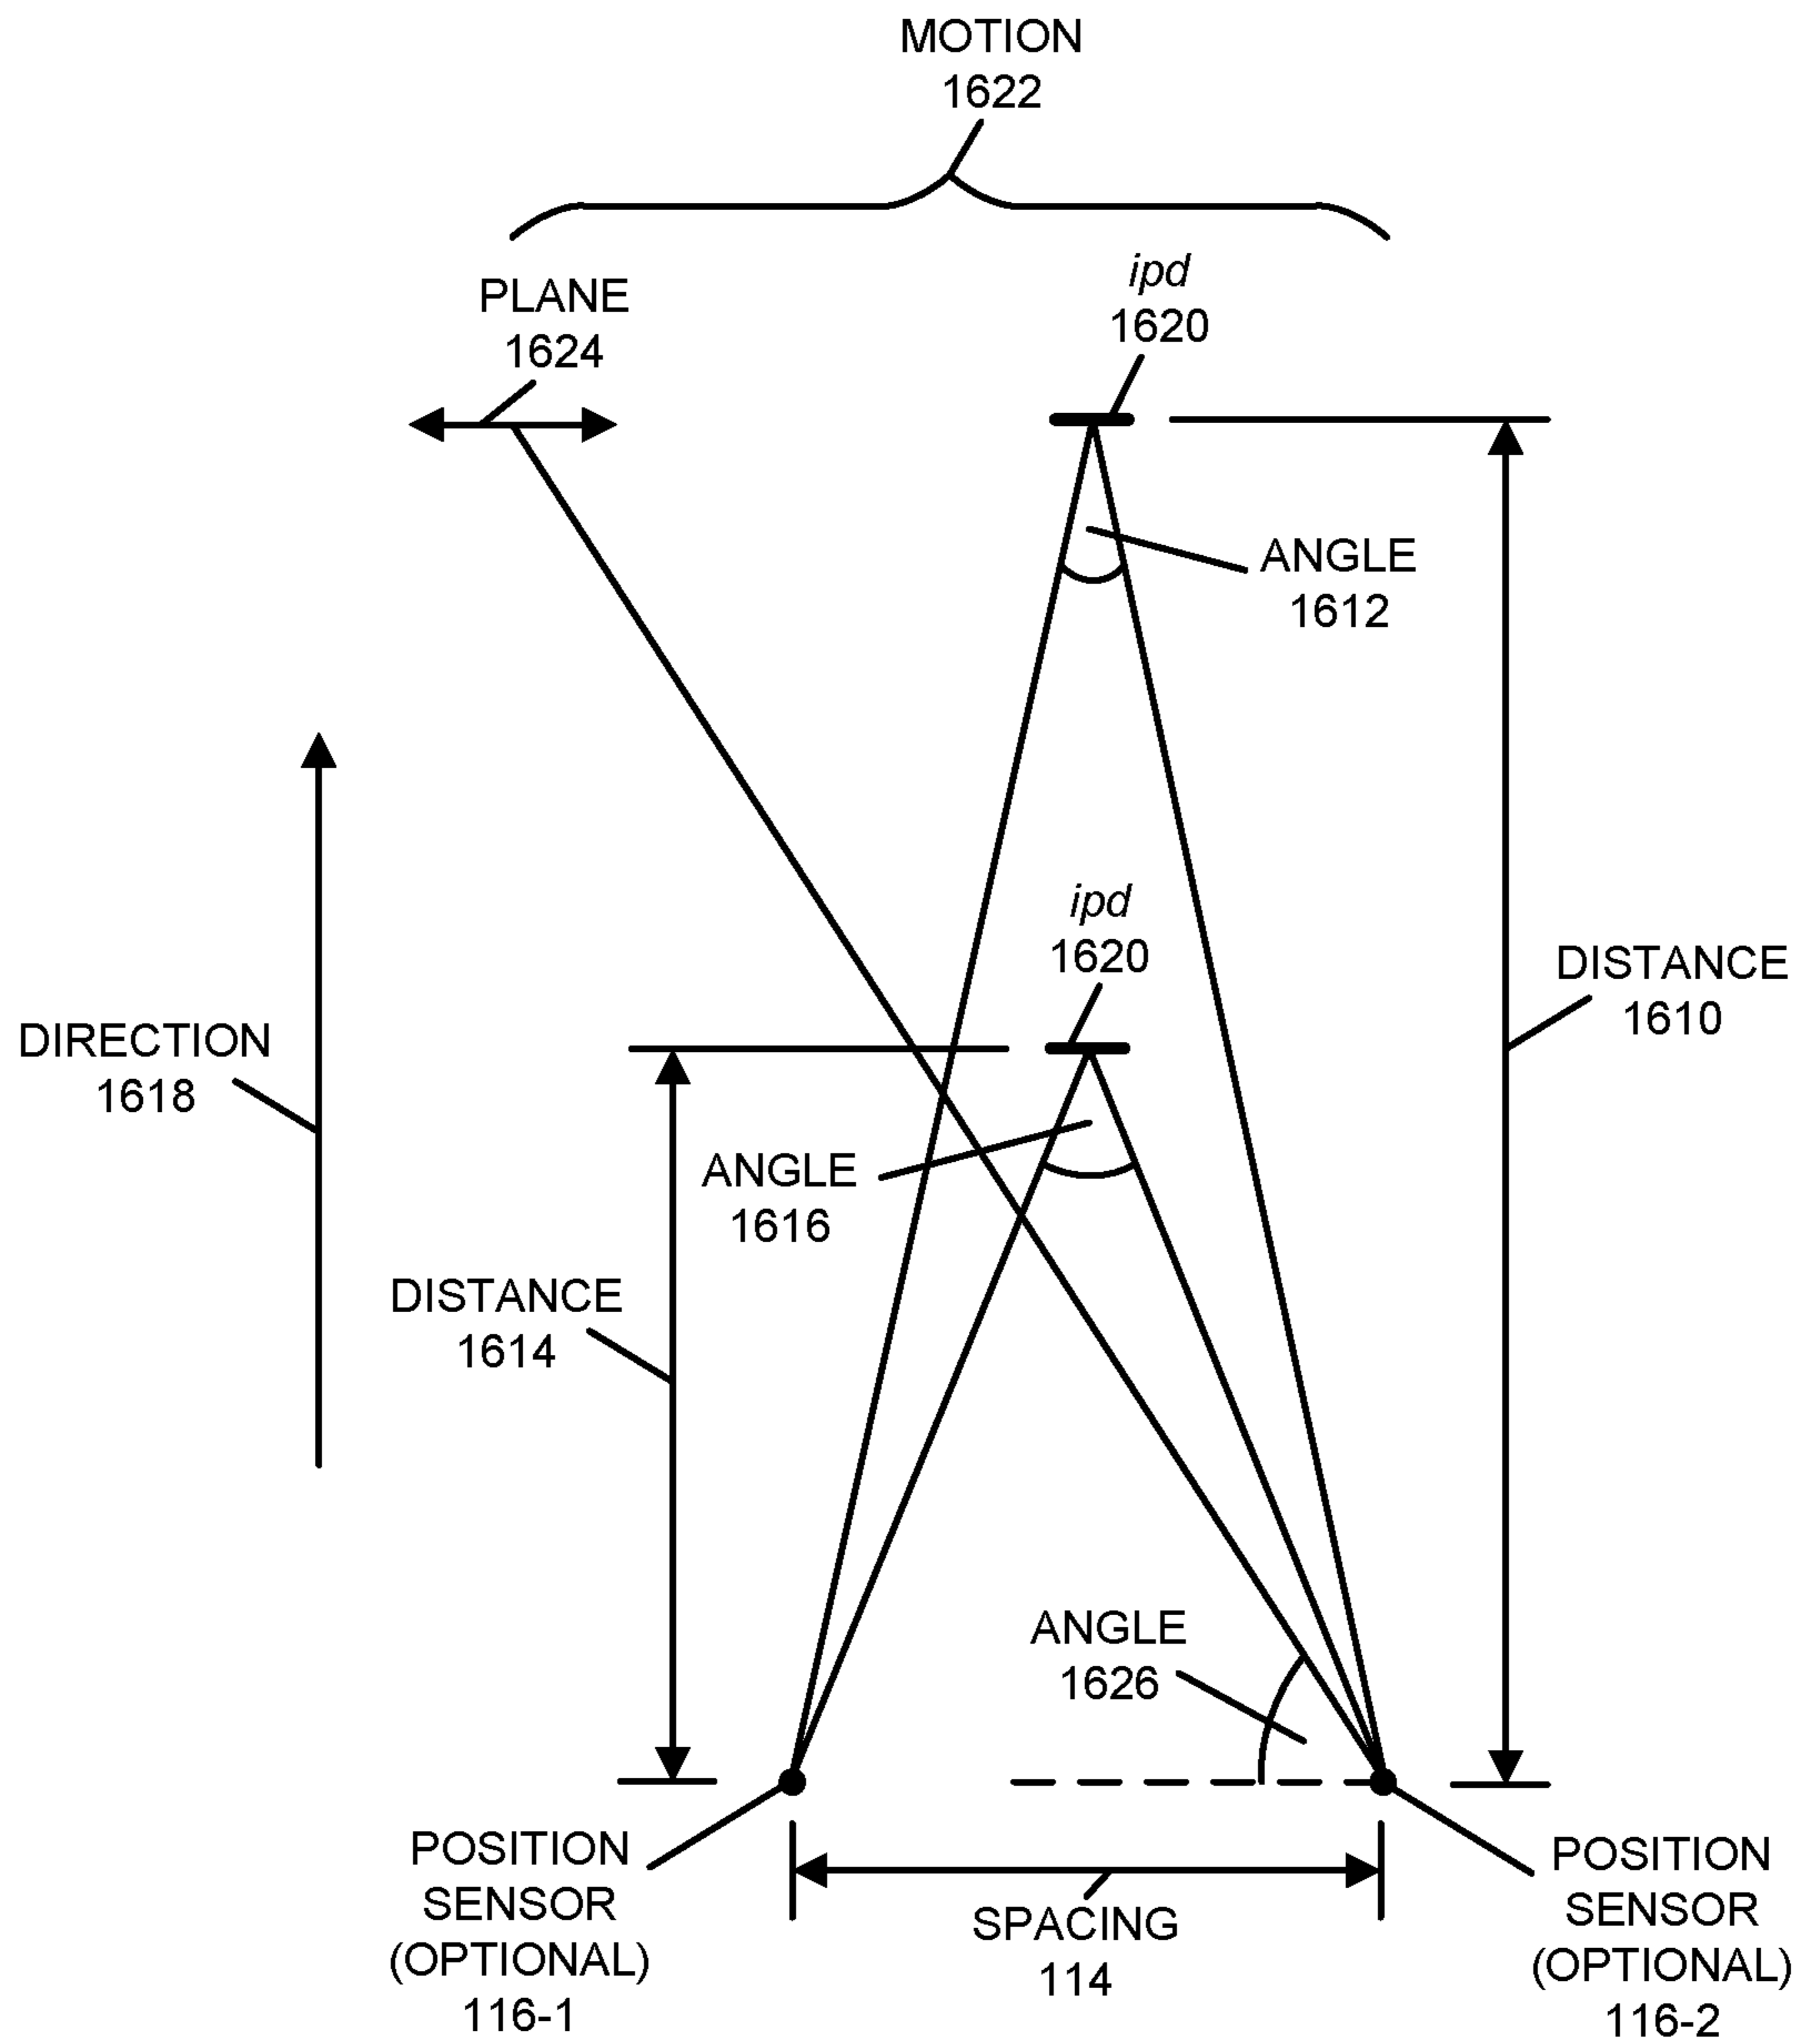 MOTION
1622
ipd
1620
PLANE
1624
ANGLE
1612
ipd
1620
DISTANCE
1610
DIRECTION
1618
ANGLE
1616
DISTANCE
1614
ANGLE
1626
POSITION
SENSOR
(OPTIONAL)
116-1
SPACING
114
POSITION
SENSOR
(OPTIONAL)
116-2